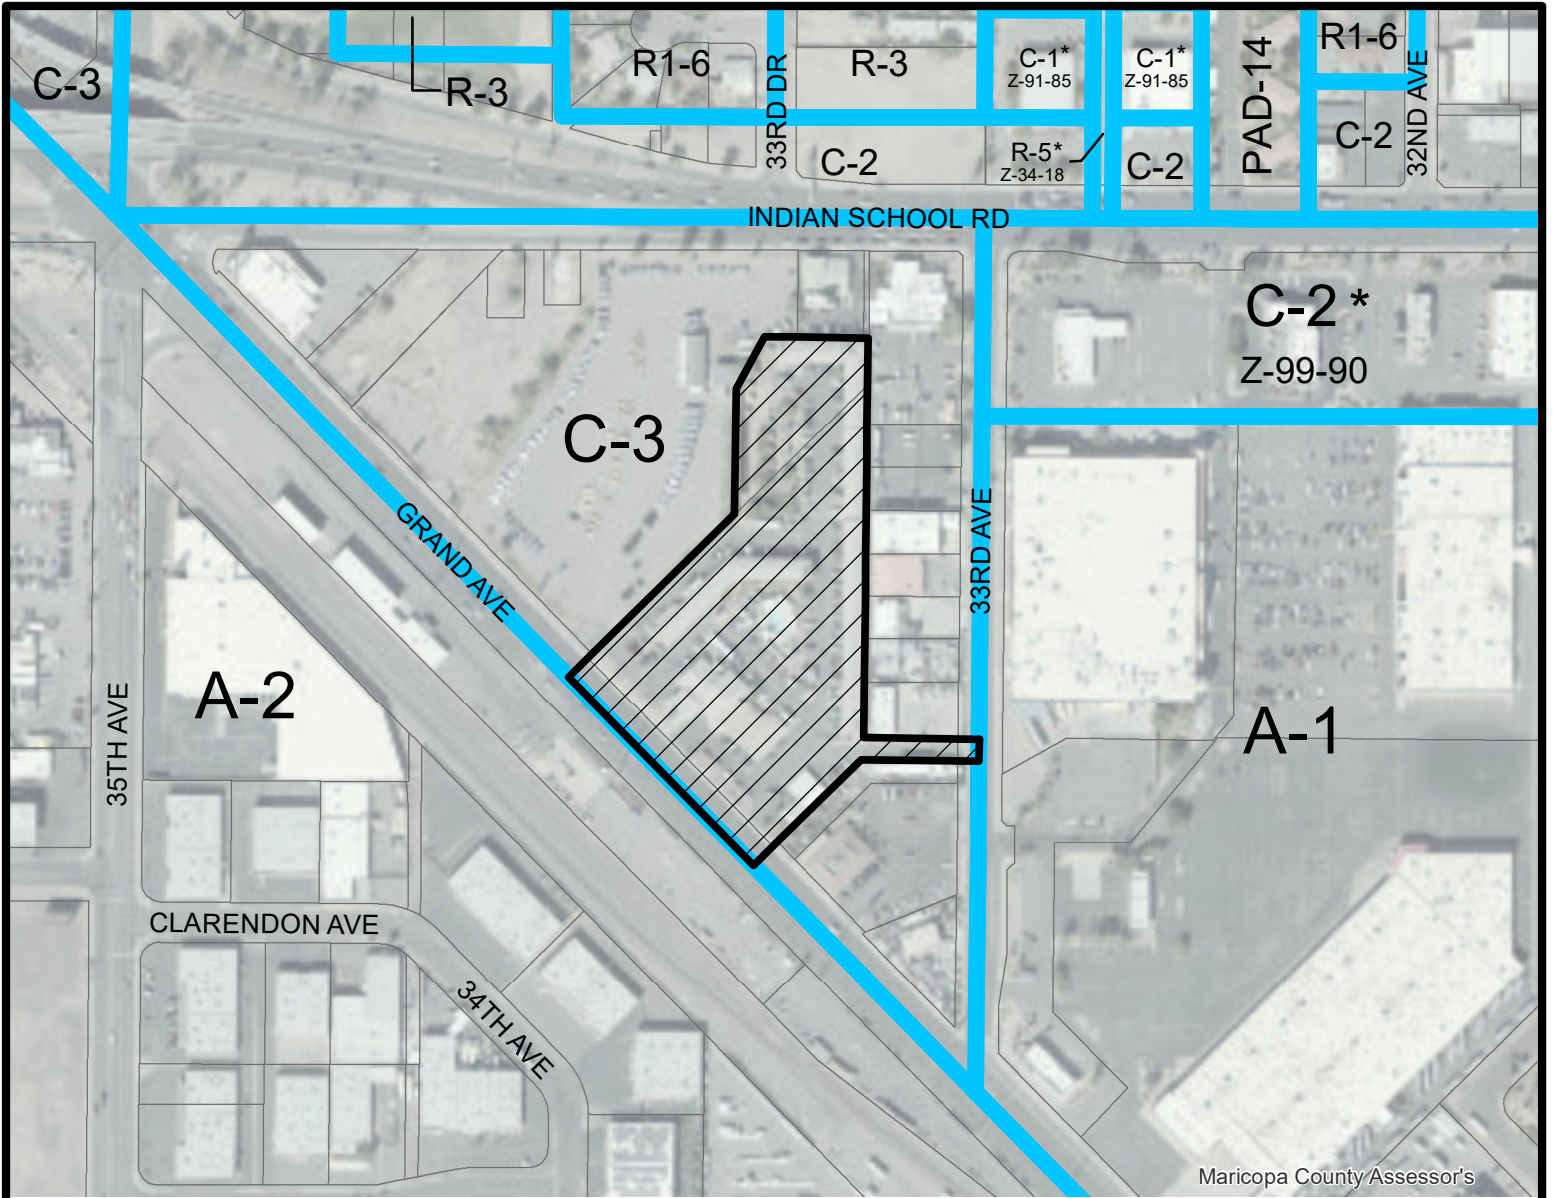 C-3
R-3
R1-6
33RD DR
R-3
C-2
C-1*
Z-91-85
R-5*
Z-34-18
C-1*
Z-91-85
C-2
PAD-14
R1-6
C-2
32ND AVE
INDIAN SCHOOL RD
C-2 *
Z-99-90
C-3
GRAND AVE
33RD AVE
A-2
35TH AVE
A-1
CLARENDON AVE
34TH AVE
Maricopa County Assessor's